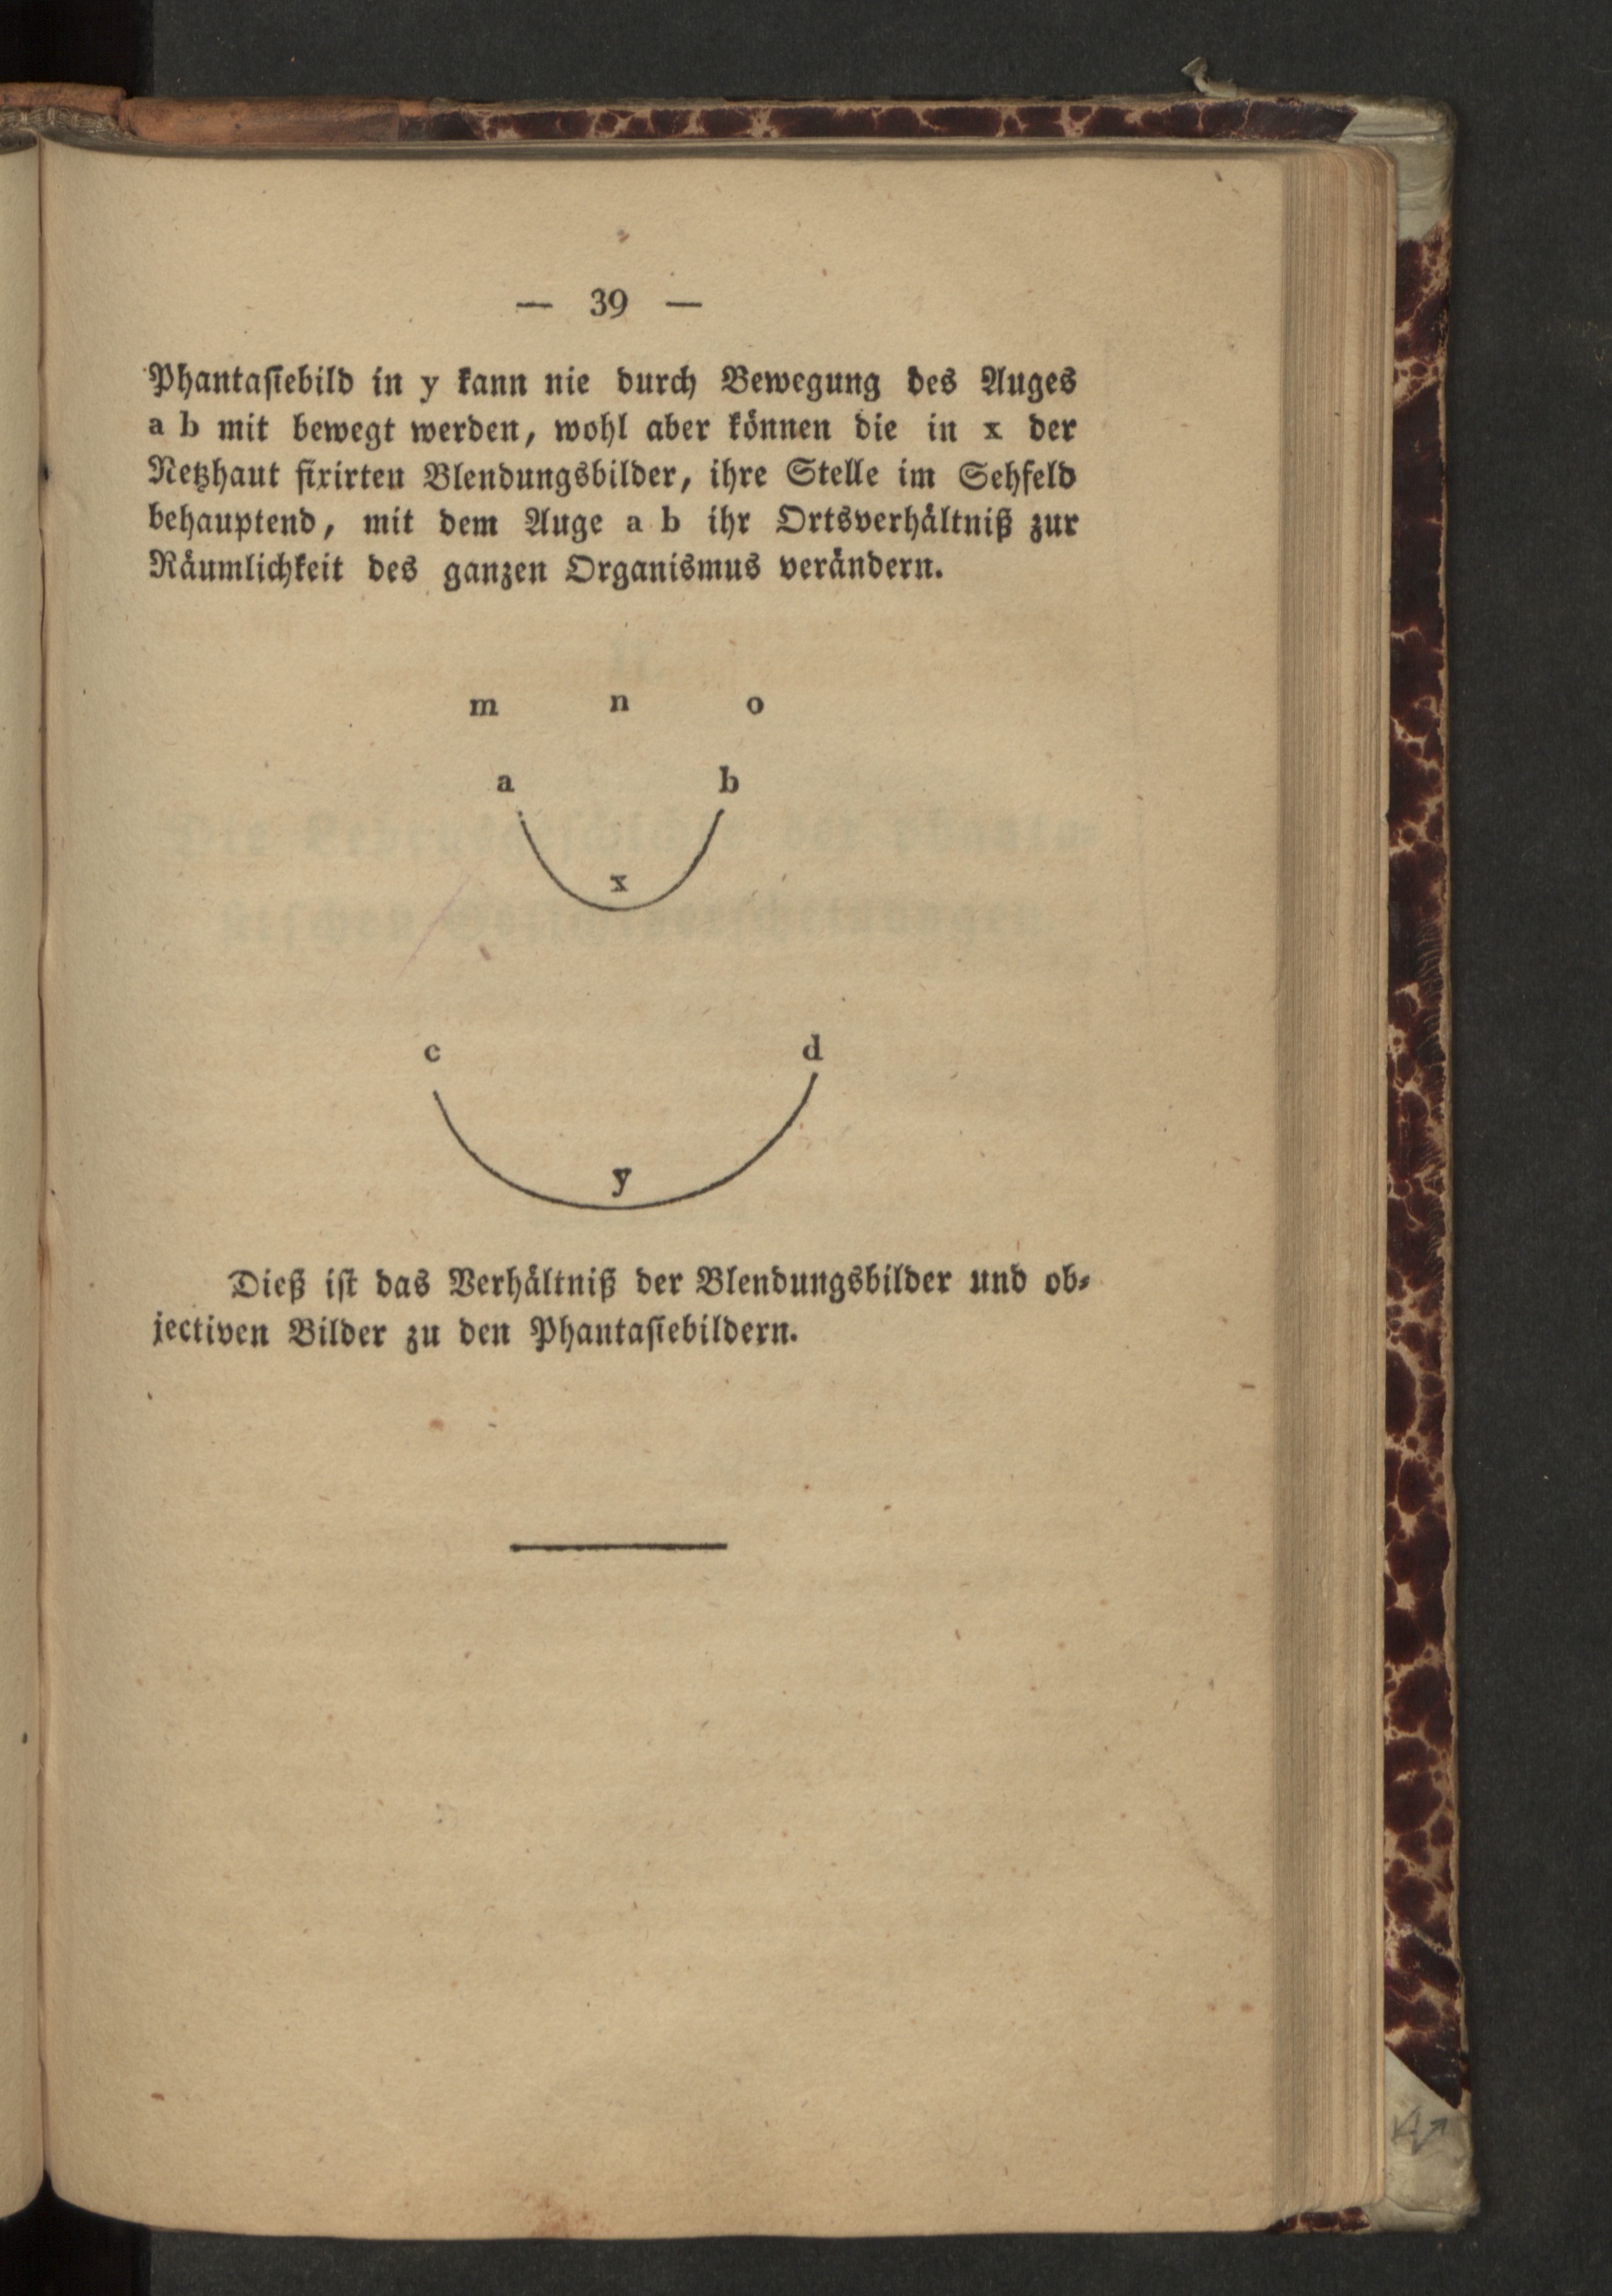 — 39 —
Phantasiebild in y kann nie durch Bewegung des Auges
a b mit bewegt werden, wohl aber können die in x der
Netzhaut fixirten Blendungsbilder, ihre Stelle im Sehfeld
behauptend, mit dem Auge a b ihr Ortsverhältniß zur
Räumlichkeit des ganzen Organismus verändern.
m n o
a b
x
c d
y
Dieß ist das Verhältniß der Blendungsbilder und ob-
jectiven Bilder zu den Phantasiebildern.